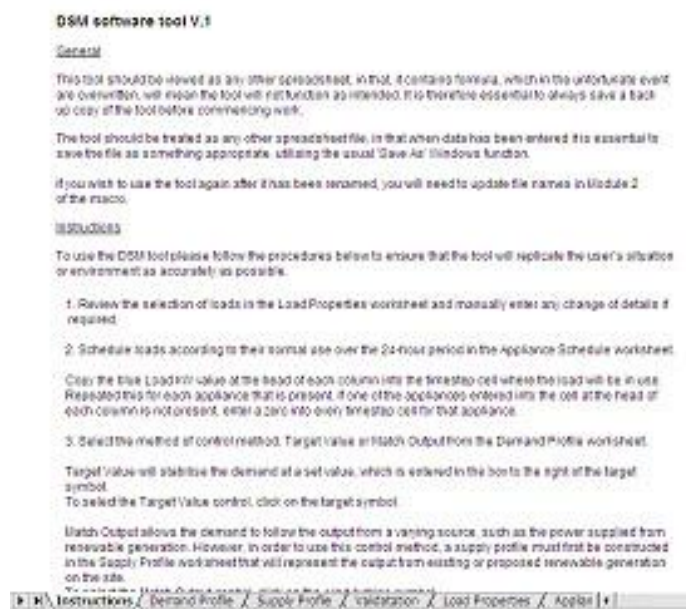 DSM software tool V.1
General
This tool should be viewed as any other spreadsheet, in that, it contains formula, which in the unfortunate event
are overwritten, will mean the tool will not function as intended. It is therefore essential to always save a back
up copy of the tool before commencing work.
The tool should be treated as any other spreadsheet file, in that when data has been entered it is essential to
save the file as something appropriate utilising the usual 'Save As' Windows function.
If you wish to use the tool again after it has been renamed, you will need to update file names in Module 2
of the macro.
Instructions
To use the DSM tool please follow the procedures below to ensure that the tool will replicate the user's situation
or environment as accurately as possible.
1. Review the selection of loads in the Load Properties worksheet and manually enter any change of details if
required.
2. Schedule loads according to their normal use over the 24-hour period in the Appliance Schedule worksheet.
Copy the blue Load kW value at the head of each column into the timestep cell where the load will be in use.
Repeated this for each appliance that is present, if one of the appliances entered into the cell at the head of
each column is not present, enter a zero into every timestep cell for that appliance.
3. Select the method of control method, Target Value or Match Output from the Demand Profile worksheet.
Target Value will stabilise the demand at a set value, which is entered in the box to the right of the target
symbol.
To select the Target Value control, click on the target symbol.
Match Output allows the demand to follow the output from a varying source, such as the power supplied from
renewable generation. However, in order to use this control method, a supply profile must first be constructed
in the Supply Profile worksheet that will represent the output from existing or proposed renewable generation
on the site.
Instructions / Demand Profile / Supply Profile / Validatation / Load Properties / Applian